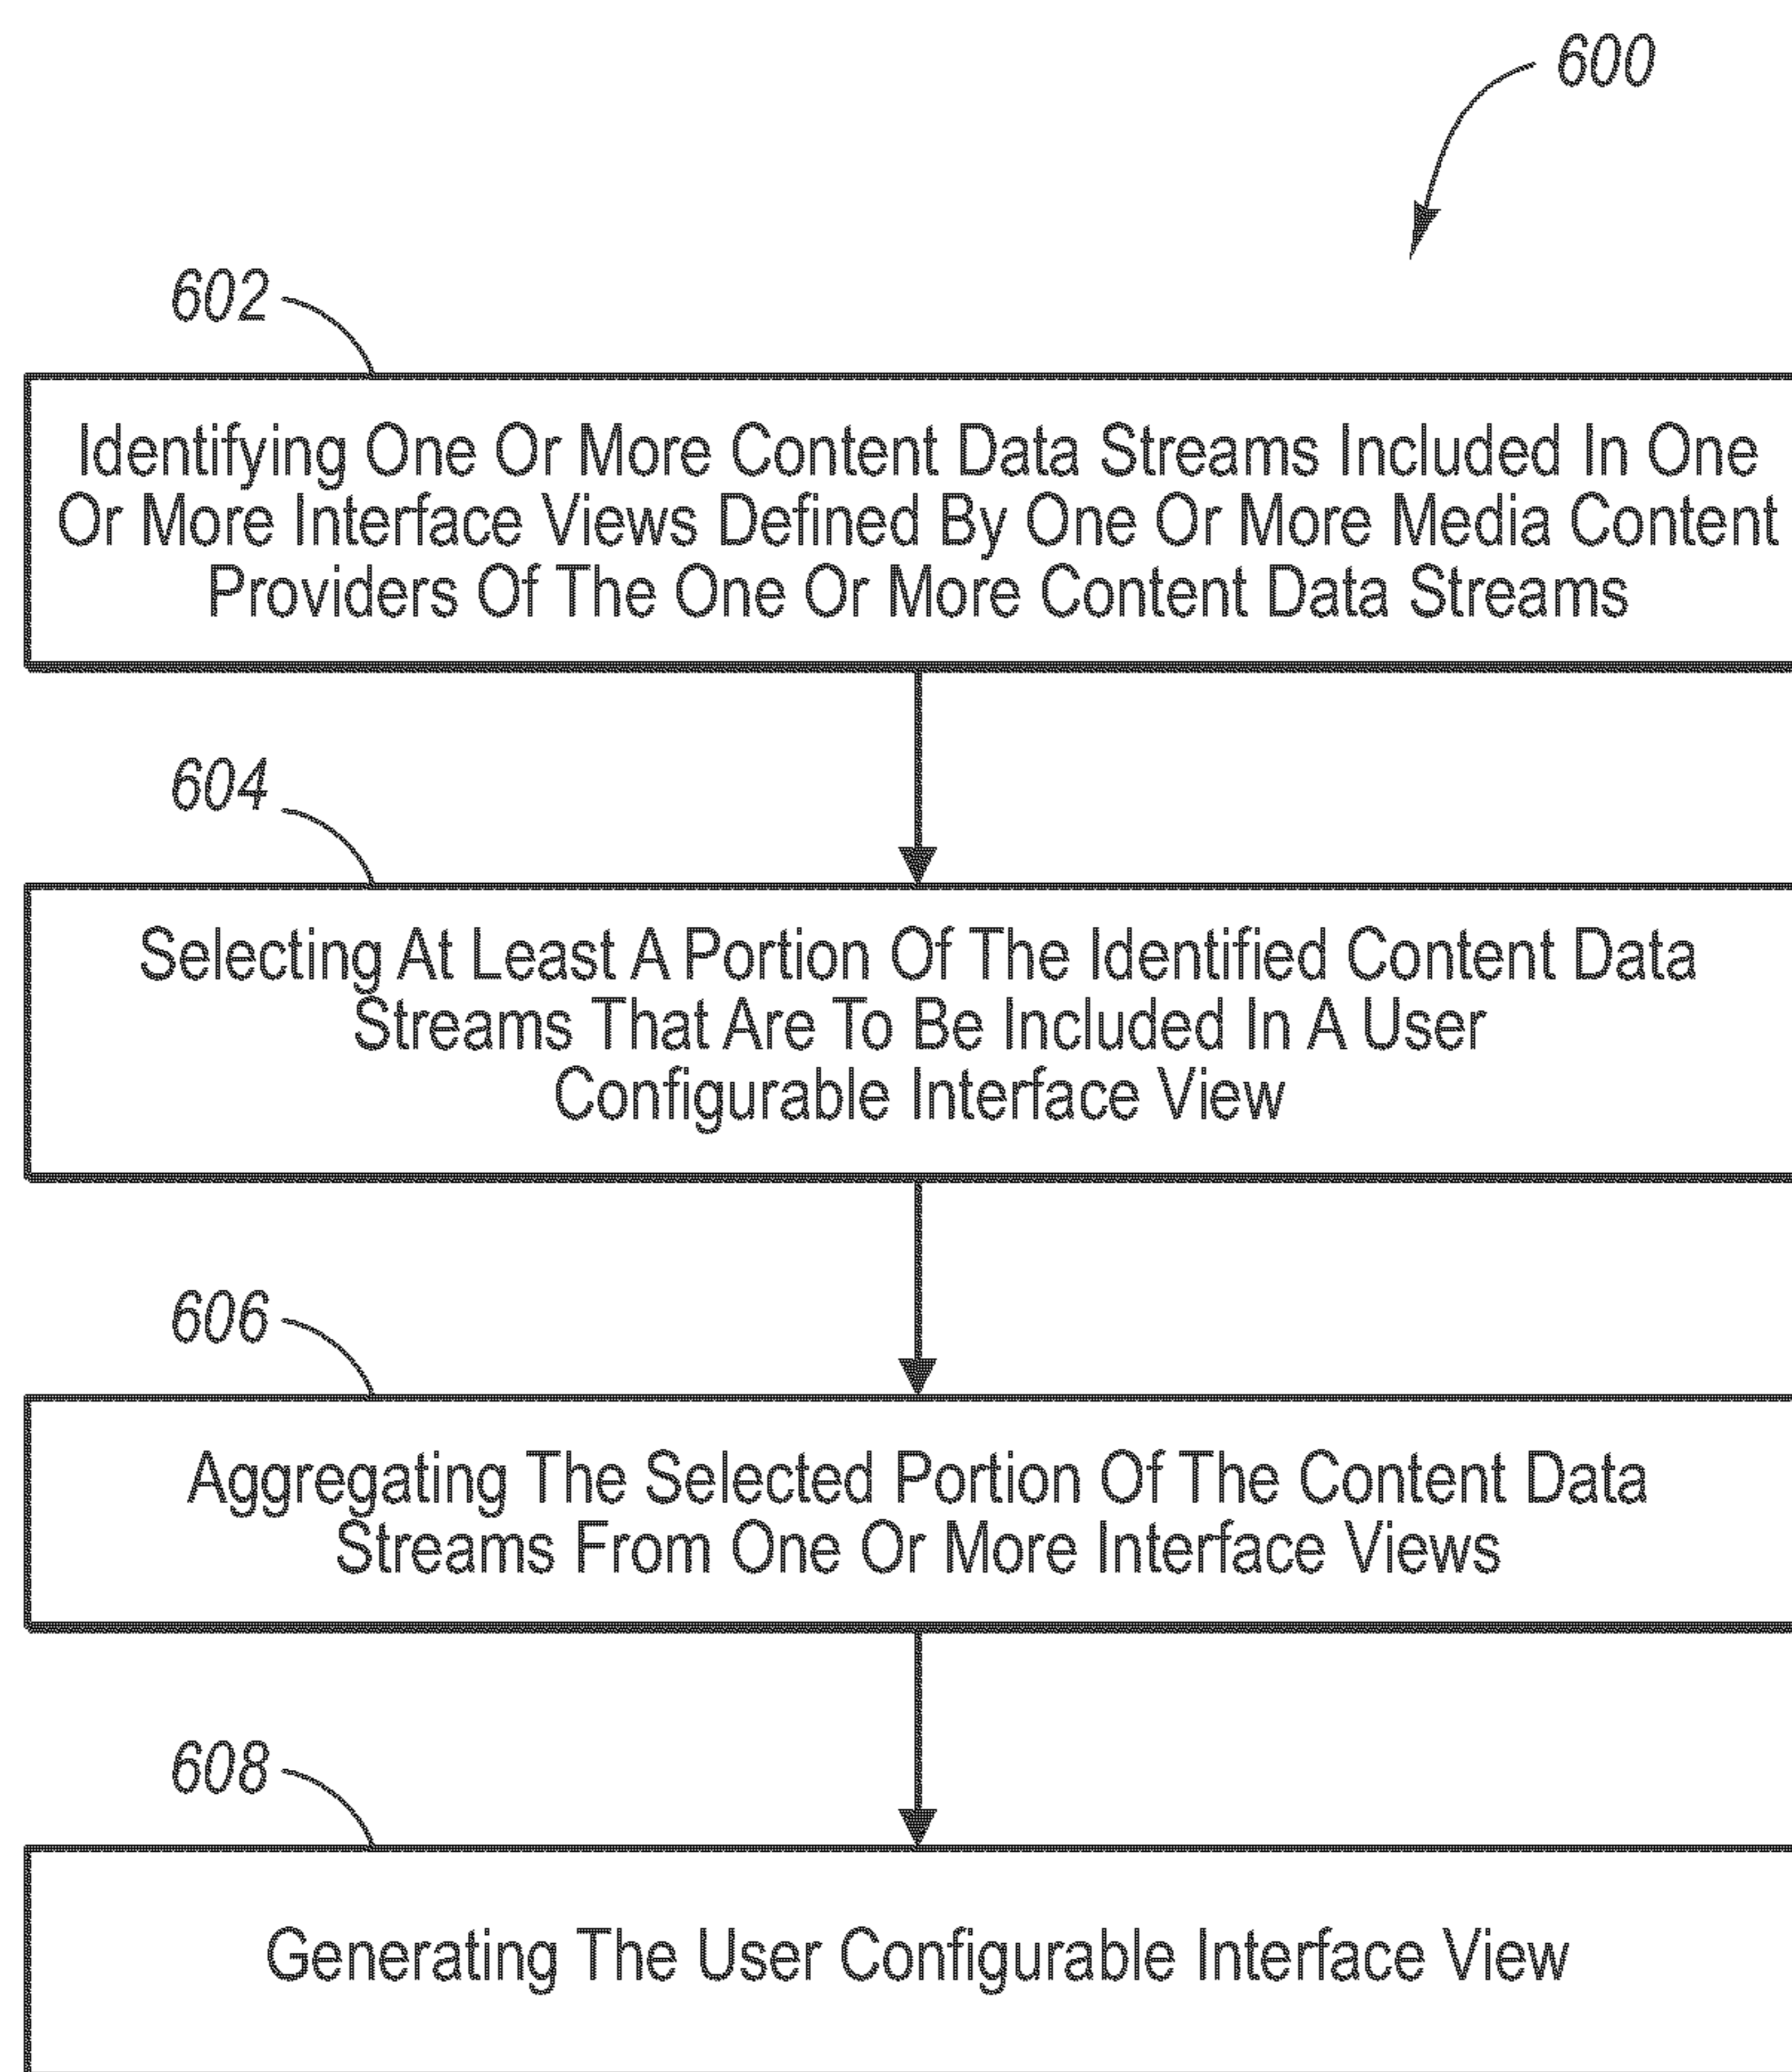 600
602
Identifying One Or More Content Data Streams Included In One
Or More Interface Views Defined By One Or More Media Content
Providers Of The One Or More Content Data Streams
604
Selecting At Least A Portion Of The Identified Content Data
Streams That Are To Be Included In A User
Configurable Interface View
606
Aggregating The Selected Portion Of The Content Data
Streams From One Or More Interface Views
608
Generating The User Configurable Interface View